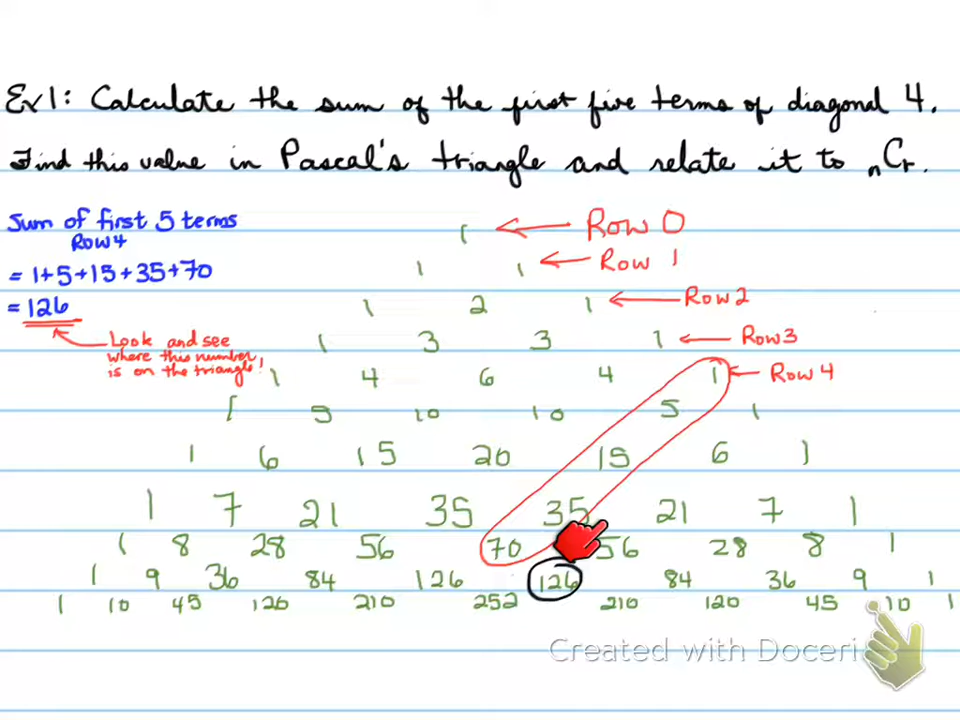 Ex1: Calculate the sum of the first five terms of diagonal 4.
Find this value in Pascal's triangle and relate it to nCr.
Sum of first 5 terms
Row 4
= 1+5+15+35+70
= 126
Look and see
where this number
is on the triangle!
1 Row 0
1 1 Row 1
1 2 1 Row 2
1 3 3 1 Row 3
1 4 6 4 1 Row 4
1 5 10 10 5 1
1 6 15 20 15 6 1
1 7 21 35 35 21 7 1
1 8 28 56 70 56 28 8 1
1 9 36 84 126 126 84 36 9 1
1 10 45 120 210 252 210 120 45 10 1
Created with Doceri